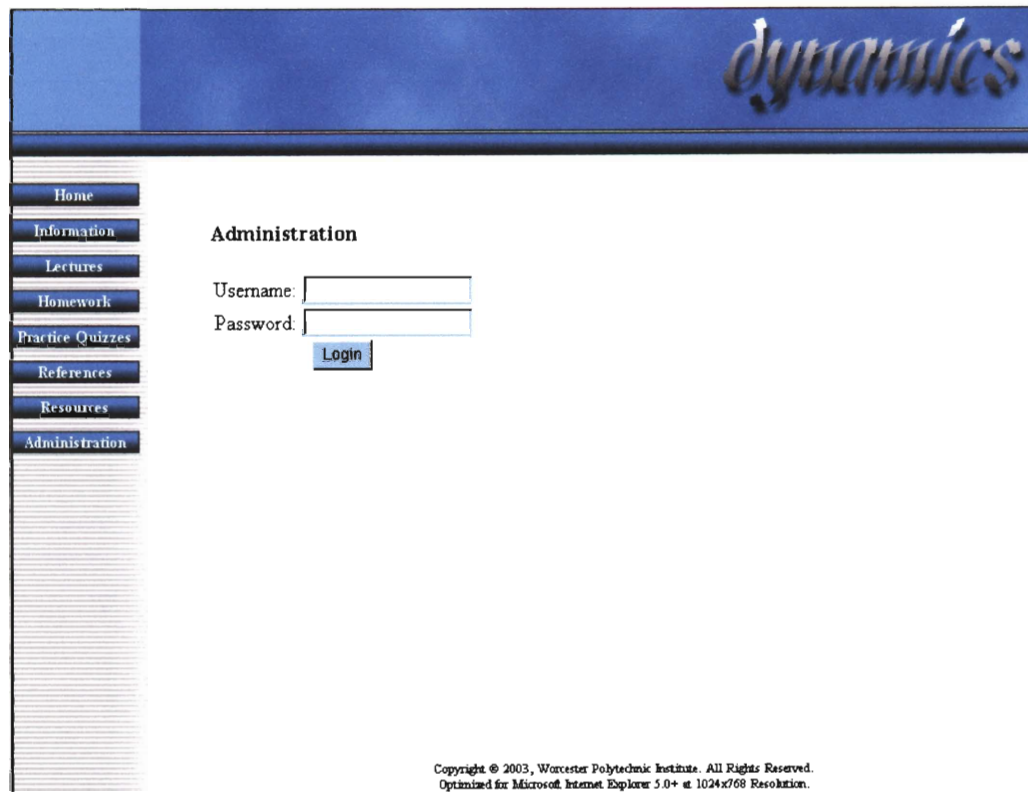 dynamics
Home
Information
Lectures
Homework
Practice Quizzes
References
Resources
Administration
Administration
Username:
Password:
Login
Copyright © 2003, Worcester Polytechnic Institute. All Rights Reserved.
Optimized for Microsoft Internet Explorer 5.0+ at 1024x768 Resolution.